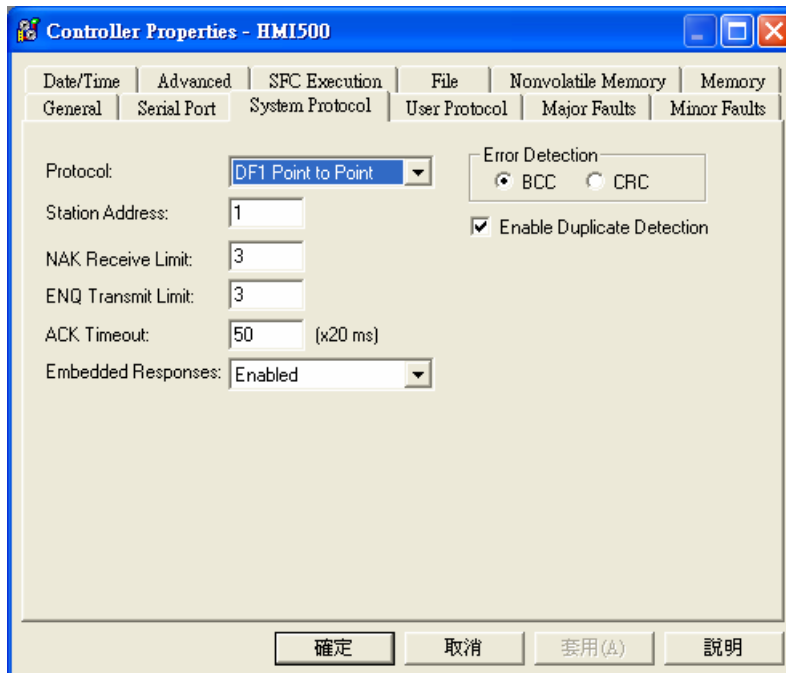 Controller Properties - HMI500
Date/Time Advanced SFC Execution File Nonvolatile Memory Memory
General Serial Port System Protocol User Protocol Major Faults Minor Faults
Protocol: DF1 Point to Point
Error Detection
BCC CRC
Station Address: 1
Enable Duplicate Detection
NAK Receive Limit: 3
ENQ Transmit Limit: 3
ACK Timeout: 50 (x20 ms)
Embedded Responses: Enabled
確定 取消 套用(A) 說明